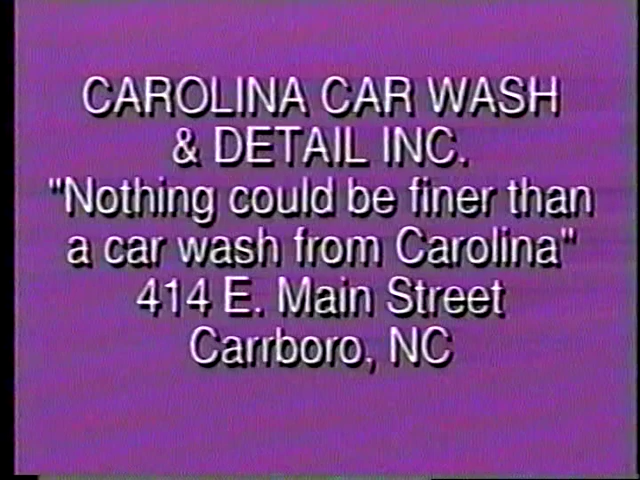 CAROLINA CAR WASH
& DETAIL INC.
"Nothing could be finer than
a car wash from Carolina"
414 E. Main Street
Carrboro, NC